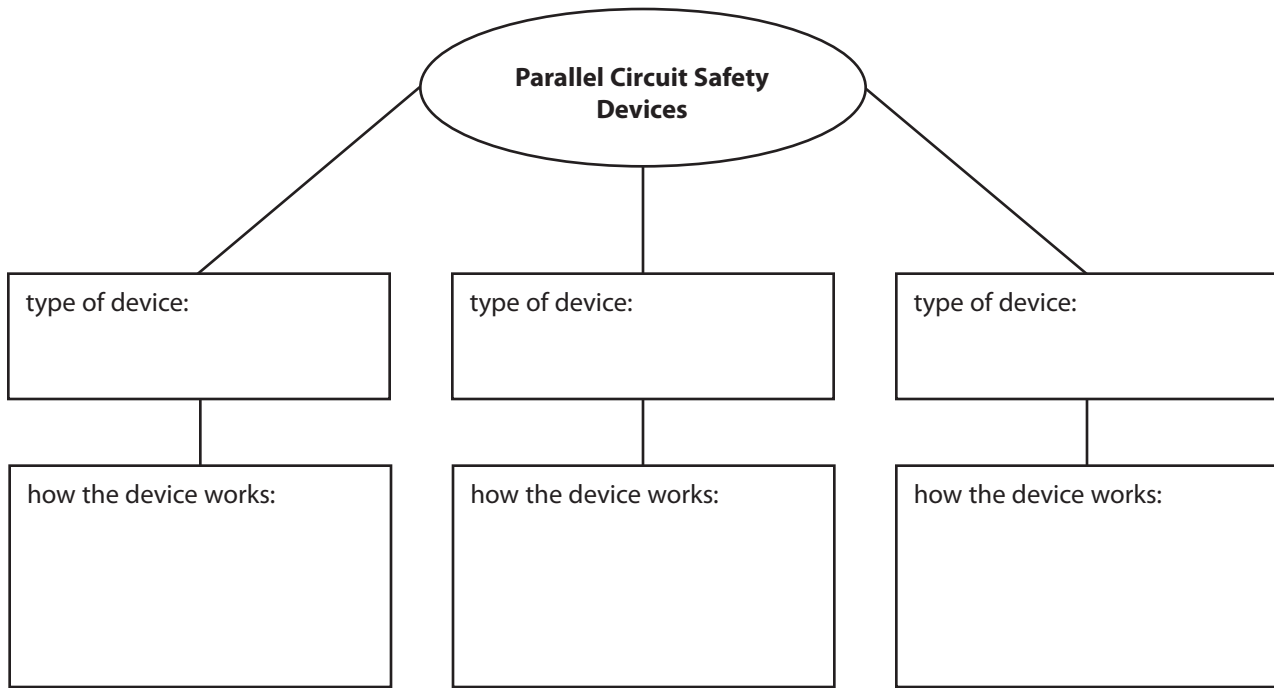 Parallel Circuit Safety
Devices
type of device:
type of device:
type of device:
how the device works:
how the device works:
how the device works: